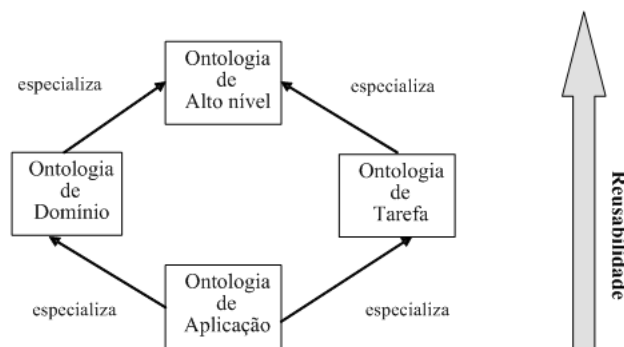 Ontologia
de
Alto nível
especializa
especializa
Ontologia
de
Domínio
Ontologia
de
Tarefa
Ontologia
de
Aplicação
especializa
especializa
Reusabilidade